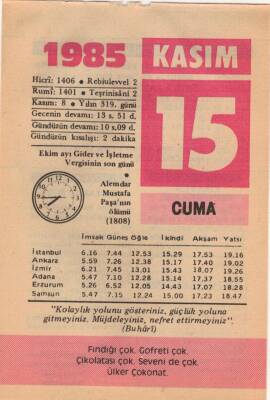 1985
KASIM
Hicrî: 1406 • Rebiulevvel 2
Rumî: 1401 • Teşrinisâni 2
Kasım: 8 • Yılın 319. günü
Gecenin devamı: 13 s. 51 d.
Gündüzün devamı: 10 s,09 d.
Gündüzün kısalışı: 2 dakika
15
Ekim ayı Gider ve İşletme
Vergisinin son günü
•
Alemdar
Mustafa
Paşa'nın
ölümü
(1808)
CUMA
İmsak Güneş Öğle İkindi Akşam Yatsı
İstanbul 6.16 7.44 12.53 15.29 17.53 19.16
Ankara 5.59 7.26 12.38 15.17 17.40 19.02
İzmir 6.21 7.45 13.01 15.43 18.07 19.26
Adana 5.47 7.10 12.28 15.14 17.38 18.55
Erzurum 5.26 6.52 12.05 14.43 17.07 18.28
Samsun 5.47 7.15 12.24 15.00 17.23 18.47
"Kolaylık yolunu gösteriniz, güçlük yoluna
gitmeyiniz. Müjdeleyiniz, nefret ettirmeyiniz".
(Buhârî)
Fındığı çok. Gofreti çok.
Çikolatası çok. Seveni de çok.
Ülker Çokonat.